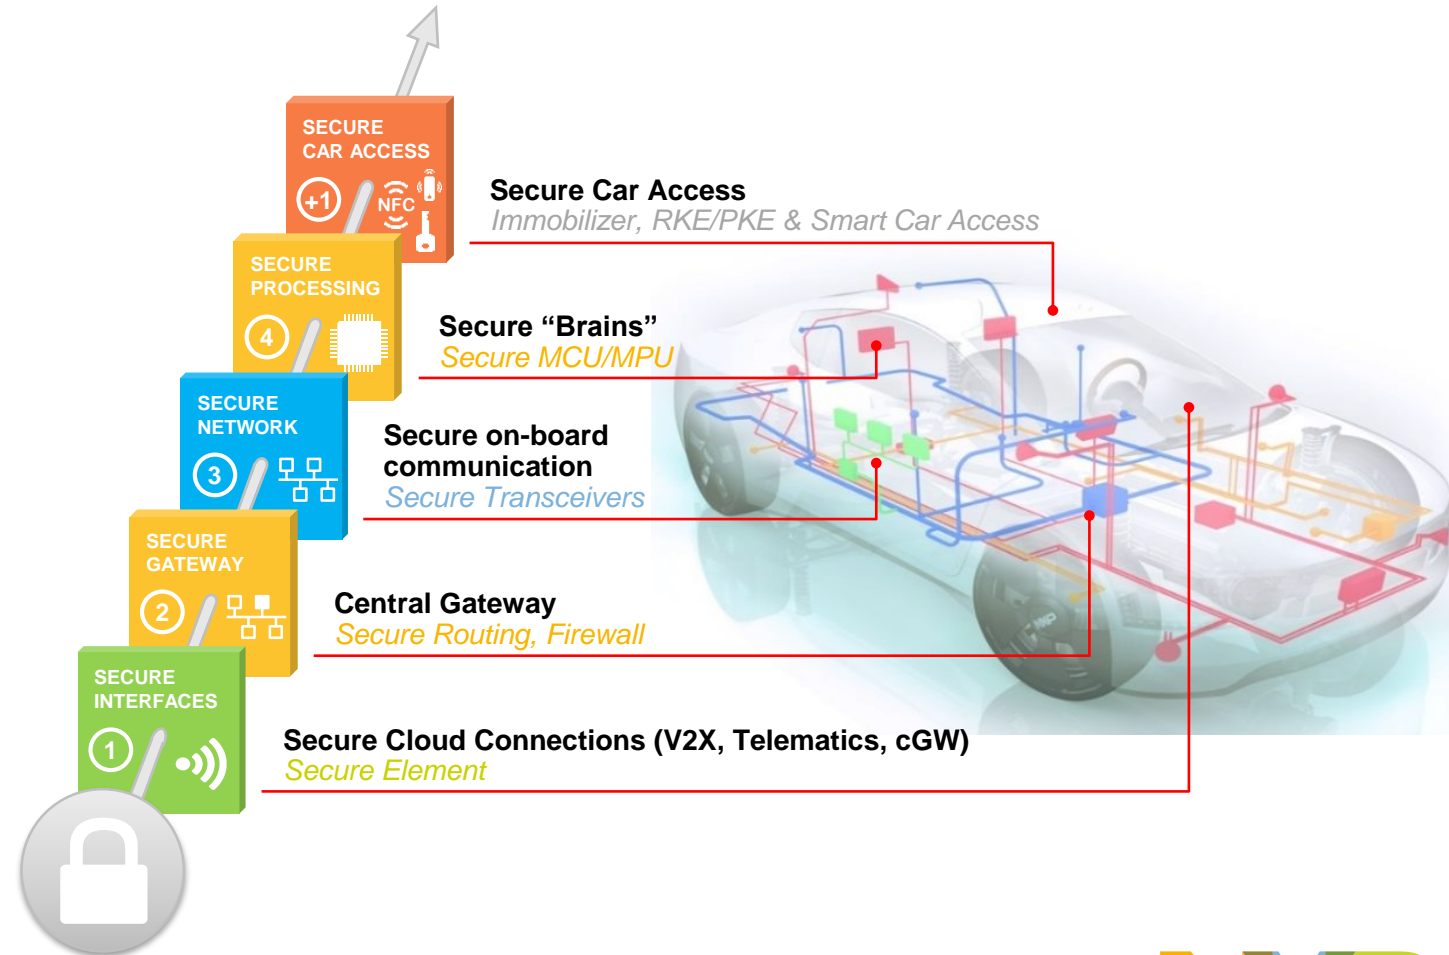 SECURE
CAR ACCESS
+1
NFC
Secure Car Access
Immobilizer, RKE/PKE & Smart Car Access
SECURE
PROCESSING
4
Secure “Brains”
Secure MCU/MPU
SECURE
NETWORK
3
Secure on-board
communication
Secure Transceivers
SECURE
GATEWAY
2
Central Gateway
Secure Routing, Firewall
SECURE
INTERFACES
1
Secure Cloud Connections (V2X, Telematics, cGW)
Secure Element